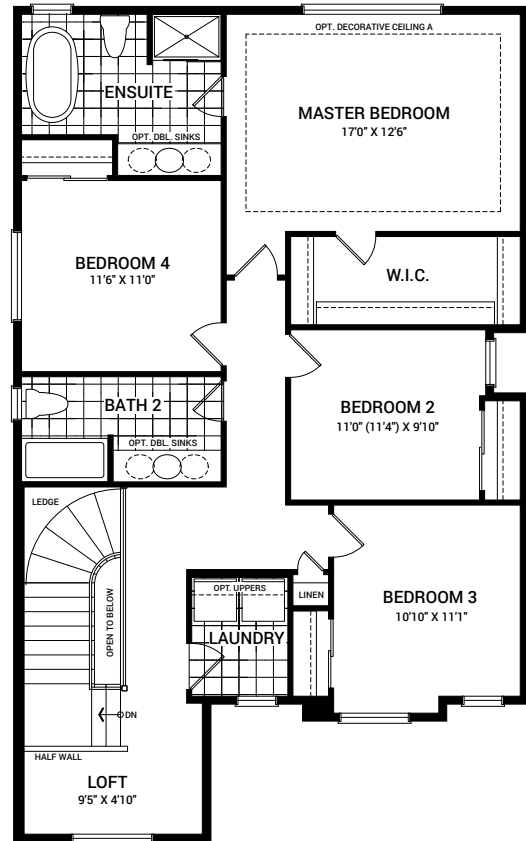 OPT. DECORATIVE CEILING A
ENSUITE
MASTER BEDROOM
17'0" X 12'6"
OPT. DBL. SINKS
BEDROOM 4
11'6" X 11'0"
W.I.C.
BATH 2
BEDROOM 2
11'0" (11'4") X 9'10"
OPT. DBL. SINKS
LEDGE
OPEN TO BELOW
OPT. UPPERS
LINEN
BEDROOM 3
10'10" X 11'1"
LAUNDRY
DN
HALF WALL
LOFT
9'5" X 4'10"